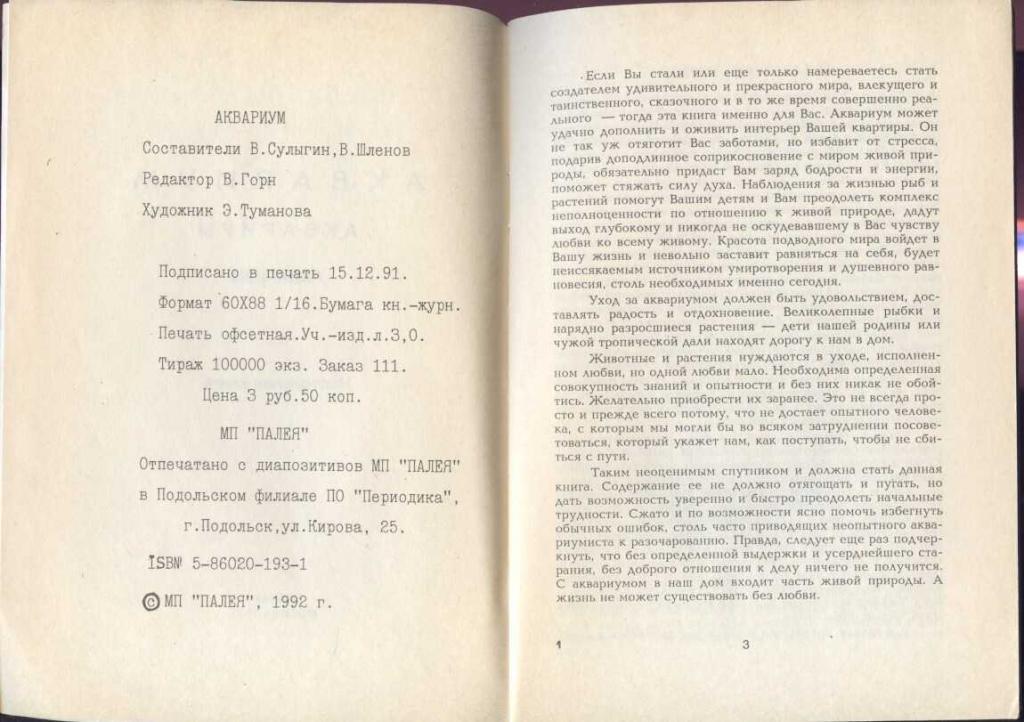 АКВАРИУМ
Составители В.Сулыгин,В.Шленов
Редактор В.Горн
Художник Э.Туманова
Подписано в печать 15.12.91.
Формат 60Х88 1/16.Бумага кн.-журн.
Печать офсетная.Уч.-изд.л.3,0.
Тираж 100000 экз. Заказ 111.
Цена 3 руб.50 коп.
МП "ПАЛЕЯ"
Отпечатано с диапозитивов МП "ПАЛЕЯ"
в Подольском филиале ПО "Периодика",
г.Подольск,ул.Кирова, 25.
ISBN 5-86020-193-1
© МП "ПАЛЕЯ", 1992 г.
Если Вы стали или еще только намереваетесь стать
создателем удивительного и прекрасного мира, влекущего и
таинственного, сказочного и в то же время совершенно реа-
льного — тогда эта книга именно для Вас. Аквариум может
удачно дополнить и оживить интерьер Вашей квартиры. Он
не так уж отяготит Вас заботами, но избавит от стресса,
подарив доподлинное соприкосновение с миром живой при-
роды, обязательно придаст Вам заряд бодрости и энергии,
поможет стяжать силу духа. Наблюдения за жизнью рыб и
растений помогут Вашим детям и Вам преодолеть комплекс
неполноценности по отношению к живой природе, дадут
выход глубокому и никогда не оскудевавшему в Вас чувству
любви ко всему живому. Красота подводного мира войдет в
Вашу жизнь и невольно заставит равняться на себя, будет
неиссякаемым источником умиротворения и душевного рав-
новесия, столь необходимых именно сегодня.
Уход за аквариумом должен быть удовольствием, дос-
тавлять радость и отдохновение. Великолепные рыбки и
нарядно разросшиеся растения — дети нашей родины или
чужой тропической дали находят дорогу к нам в дом.
Животные и растения нуждаются в уходе, исполнен-
ном любви, но одной любви мало. Необходима определенная
совокупность знаний и опытности и без них никак не обой-
тись. Желательно приобрести их заранее. Это не всегда про-
сто и прежде всего потому, что не достает опытного челове-
ка, с которым мы могли бы во всяком затруднении посове-
товаться, который укажет нам, как поступать, чтобы не сби-
ться с пути.
Таким неоценимым спутником и должна стать данная
книга. Содержание ее не должно отягощать и пугать, но
дать возможность уверенно и быстро преодолеть начальные
трудности. Сжато и по возможности ясно помочь избегнуть
обычных ошибок, столь часто приводящих неопытного аква-
риумиста к разочарованию. Правда, следует еще раз подчер-
кнуть, что без определенной выдержки и усерднейшего ста-
рания, без доброго отношения к делу ничего не получится.
С аквариумом в наш дом входит часть живой природы. А
жизнь не может существовать без любви.
1 3